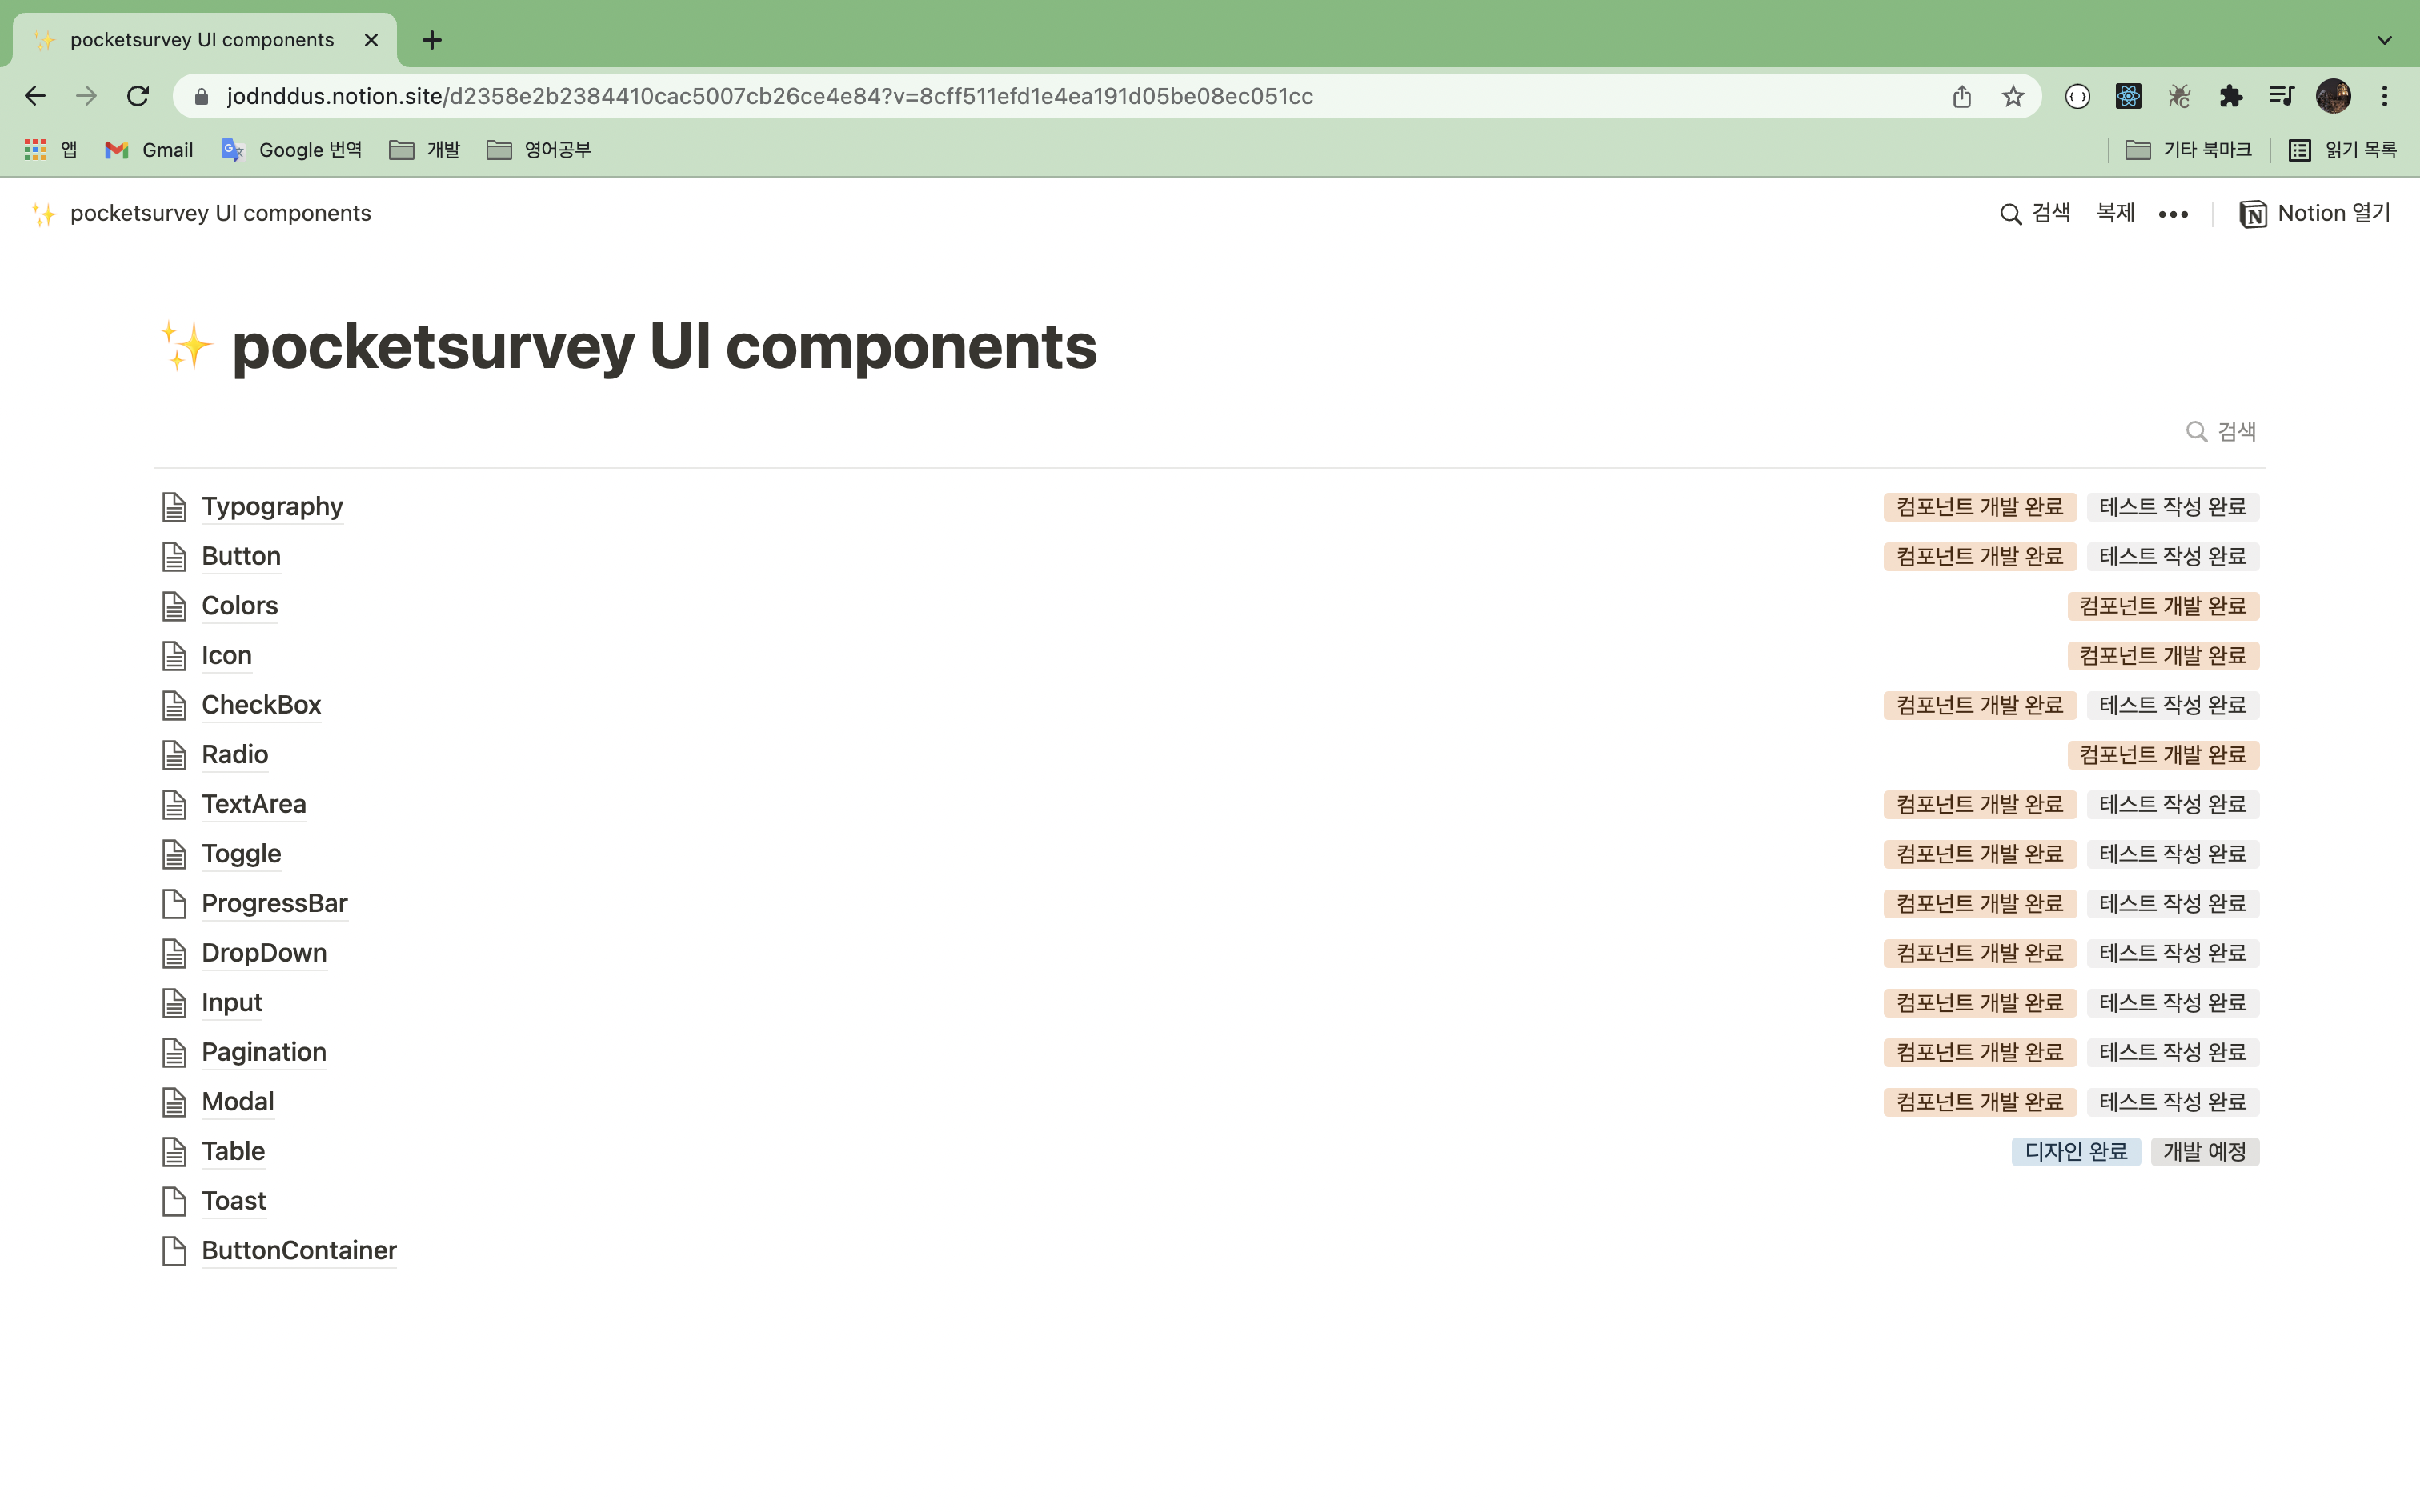 pocketsurvey UI components
jodnddus.notion.site/d2358e2b2384410cac5007cb26ce4e84?v=8cff511efd1e4ea191d05be08ec051cc
앱 Gmail Google 번역 개발 영어공부 기타 북마크 읽기 목록
pocketsurvey UI components 검색 복제 Notion 열기
pocketsurvey UI components
검색
Typography 컴포넌트 개발 완료 테스트 작성 완료
Button 컴포넌트 개발 완료 테스트 작성 완료
Colors 컴포넌트 개발 완료
Icon 컴포넌트 개발 완료
CheckBox 컴포넌트 개발 완료 테스트 작성 완료
Radio 컴포넌트 개발 완료
TextArea 컴포넌트 개발 완료 테스트 작성 완료
Toggle 컴포넌트 개발 완료 테스트 작성 완료
ProgressBar 컴포넌트 개발 완료 테스트 작성 완료
DropDown 컴포넌트 개발 완료 테스트 작성 완료
Input 컴포넌트 개발 완료 테스트 작성 완료
Pagination 컴포넌트 개발 완료 테스트 작성 완료
Modal 컴포넌트 개발 완료 테스트 작성 완료
Table 디자인 완료 개발 예정
Toast
ButtonContainer